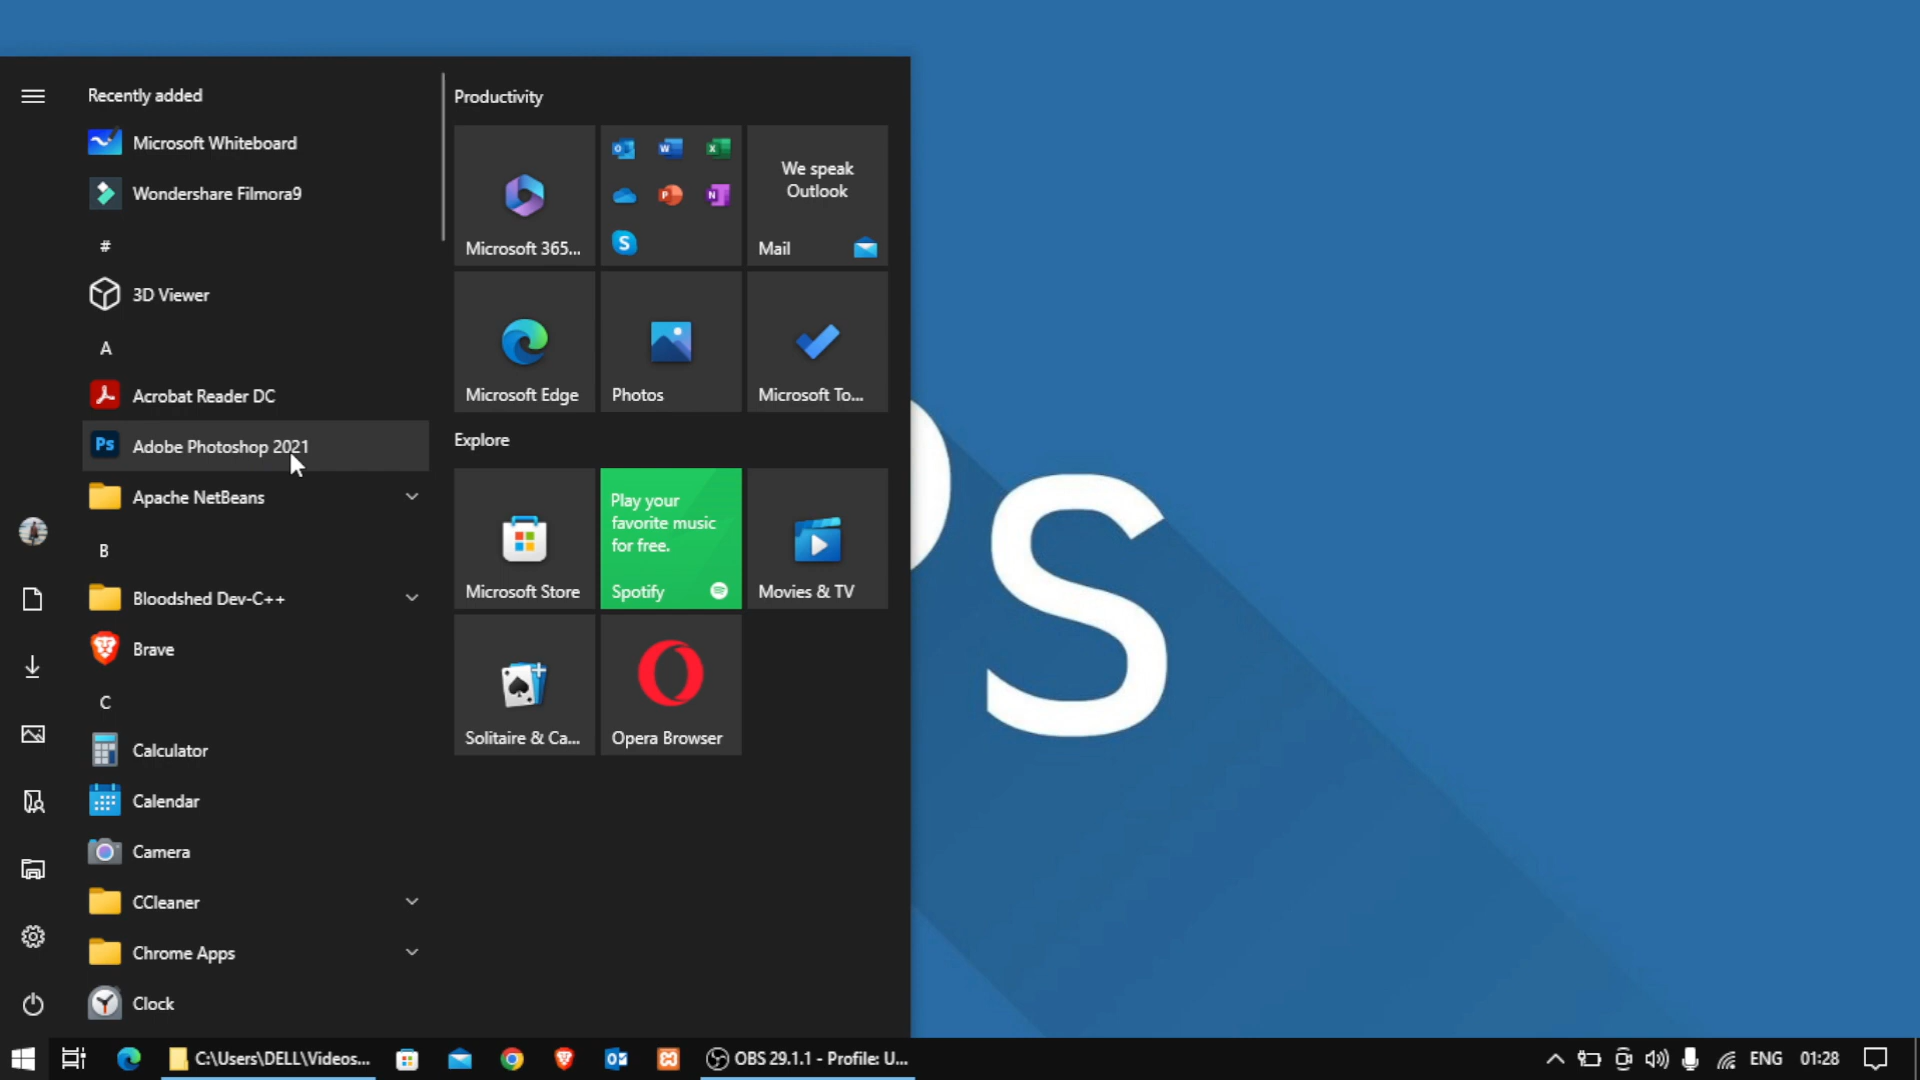 Recently added
Microsoft Whiteboard
Wondershare Filmora9
#
3D Viewer
A
Acrobat Reader DC
Ps Adobe Photoshop 2021
Apache NetBeans
B
Bloodshed Dev-C++
Brave
C
Calculator
Calendar
Camera
CCleaner
Chrome Apps
Clock
Productivity
Microsoft 365...
O W X
P N
S
We speak
Outlook
Mail
Microsoft Edge
Photos
Microsoft To...
Explore
Microsoft Store
Play your
favorite music
for free.
Spotify
Movies & TV
Solitaire & Ca...
Opera Browser
Ps
C:\Users\DELL\Videos...
OBS 29.1.1 - Profile: U...
ENG
01:28